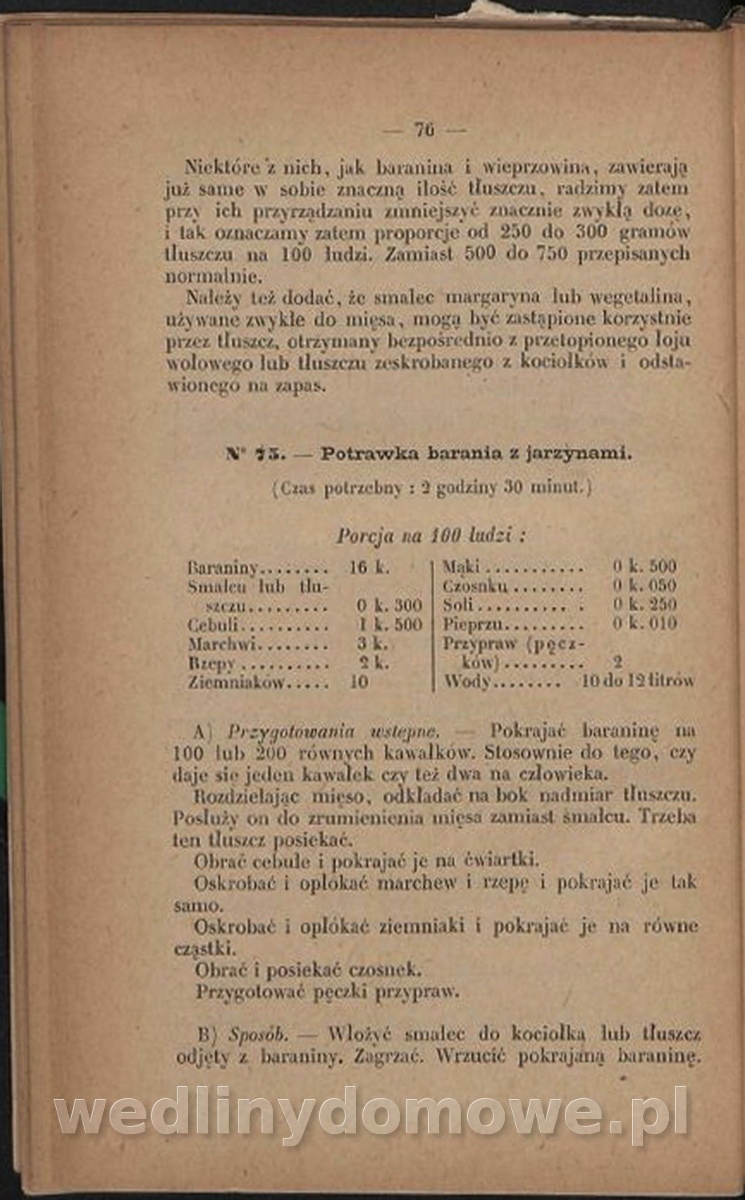 — 76 —
Niektóre z nich, jak baranina i wieprzowina, zawierają
już same w sobie znaczną ilość tłuszczu, radzimy zatem
przy ich przyrządzaniu zmniejszyć znacznie zwykłą dozę,
i tak oznaczamy zatem proporcje od 250 do 300 gramów
tłuszczu na 100 ludzi. Zamiast 500 do 750 przepisanych
normalnie.
Należy też dodać, że smalec margaryna lub wegetalina,
używane zwykle do mięsa, mogą być zastąpione korzystnie
przez tłuszcz, otrzymany bezpośrednio z przetopionego łoju
wołowego lub tłuszczu zeskrobanego z kociołków i odsta-
wionego na zapas.
N° 75. — Potrawka barania z jarzynami.
(Czas potrzebny : 2 godziny 30 minut.)
Porcja na 100 ludzi :
Baraniny........ 16 k.
Smalcu lub tłu-
szczu......... 0 k. 300
Cebuli.......... 1 k. 500
Marchwi........ 3 k.
Rzepy.......... 2 k.
Ziemniaków..... 10
Mąki........... 0 k. 500
Czosnku........ 0 k. 050
Soli.......... . 0 k. 250
Pieprzu......... 0 k. 010
Przypraw (pęcz-
ków)......... 2
Wody........ 10 do 12 litrów
A) Przygotowania wstępne. — Pokrajać baraninę na
100 lub 200 równych kawałków. Stosownie do tego, czy
daje się jeden kawałek czy też dwa na człowieka.
Rozdzielając mięso, odkładać na bok nadmiar tłuszczu.
Posłuży on do zrumienienia mięsa zamiast smalcu. Trzeba
ten tłuszcz posiekać.
Obrać cebule i pokrajać je na ćwiartki.
Oskrobać i opłókać marchew i rzepę i pokrajać je tak
samo.
Oskrobać i opłókać ziemniaki i pokrajać je na równe
cząstki.
Obrać i posiekać czosnek.
Przygotować pęczki przypraw.
B) Sposób. — Włożyć smalec do kociołka lub tłuszcz
odjęty z baraniny. Zagrzać. Wrzucić pokrajaną baraninę.
wedlinydomowe.pl